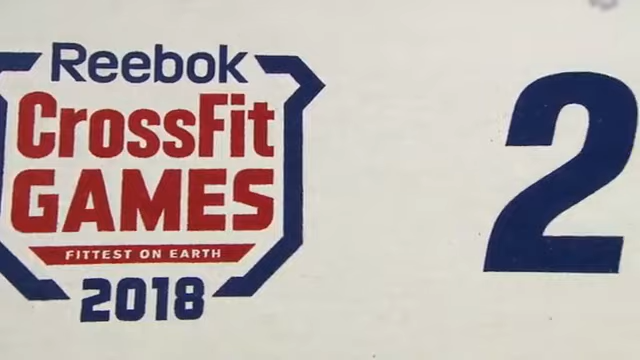 Reebok
CrossFit
GAMES
FITTEST ON EARTH
2018
2